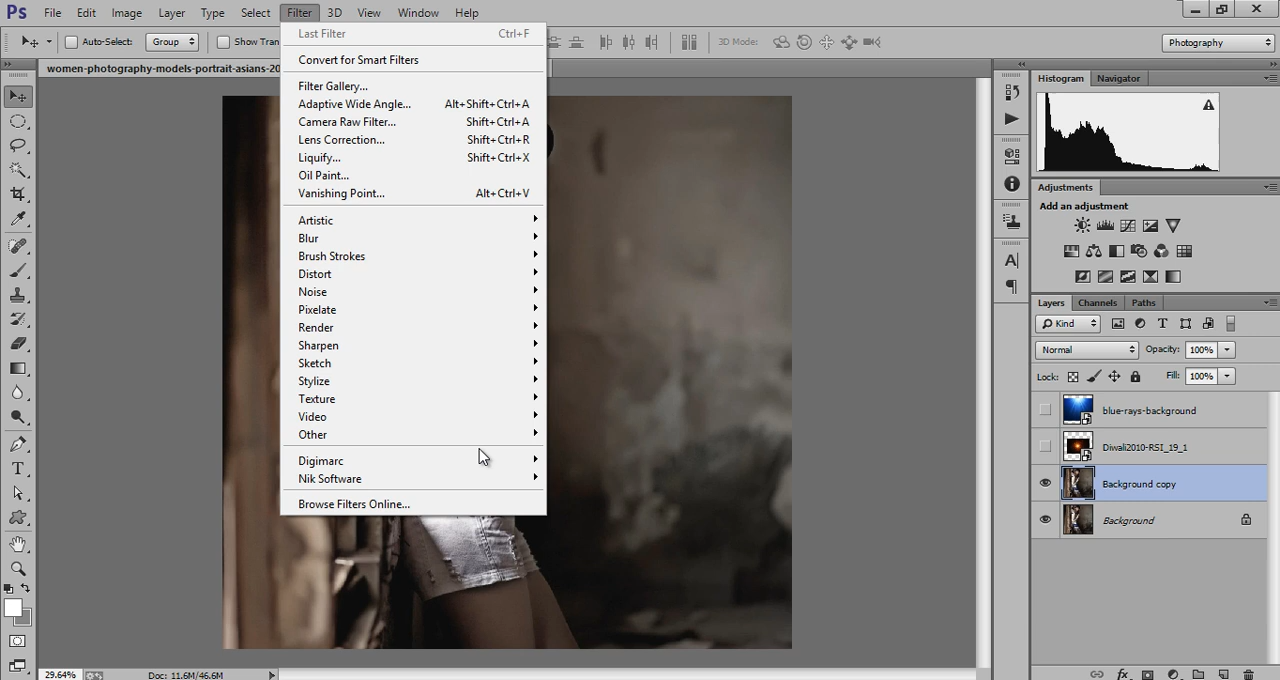 Ps File Edit Image Layer Type Select Filter 3D View Window Help
Auto-Select: Group Show Tran 3D Mode: Photography
women-photography-models-portrait-asians-20
Last Filter Ctrl+F
Convert for Smart Filters
Filter Gallery...
Adaptive Wide Angle... Alt+Shift+Ctrl+A
Camera Raw Filter... Shift+Ctrl+A
Lens Correction... Shift+Ctrl+R
Liquify... Shift+Ctrl+X
Oil Paint...
Vanishing Point... Alt+Ctrl+V
Artistic
Blur
Brush Strokes
Distort
Noise
Pixelate
Render
Sharpen
Sketch
Stylize
Texture
Video
Other
Digimarc
Nik Software
Browse Filters Online...
Histogram Navigator
Adjustments
Add an adjustment
Layers Channels Paths
Kind
Normal Opacity: 100%
Lock: Fill: 100%
blue-rays-background
Diwali2010-RSI_19_1
Background copy
Background
29.64% Doc: 11.6M/46.6M